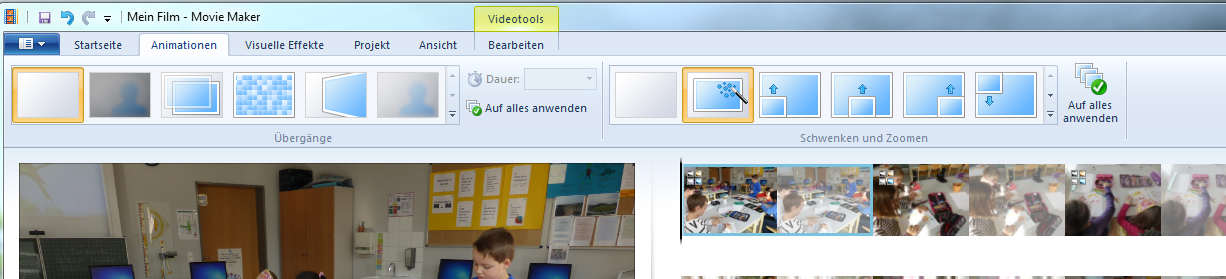 Mein Film - Movie Maker
Videotools
Startseite
Animationen
Visuelle Effekte
Projekt
Ansicht
Bearbeiten
Dauer:
Auf alles anwenden
Übergänge
Auf alles
anwenden
Schwenken und Zoomen